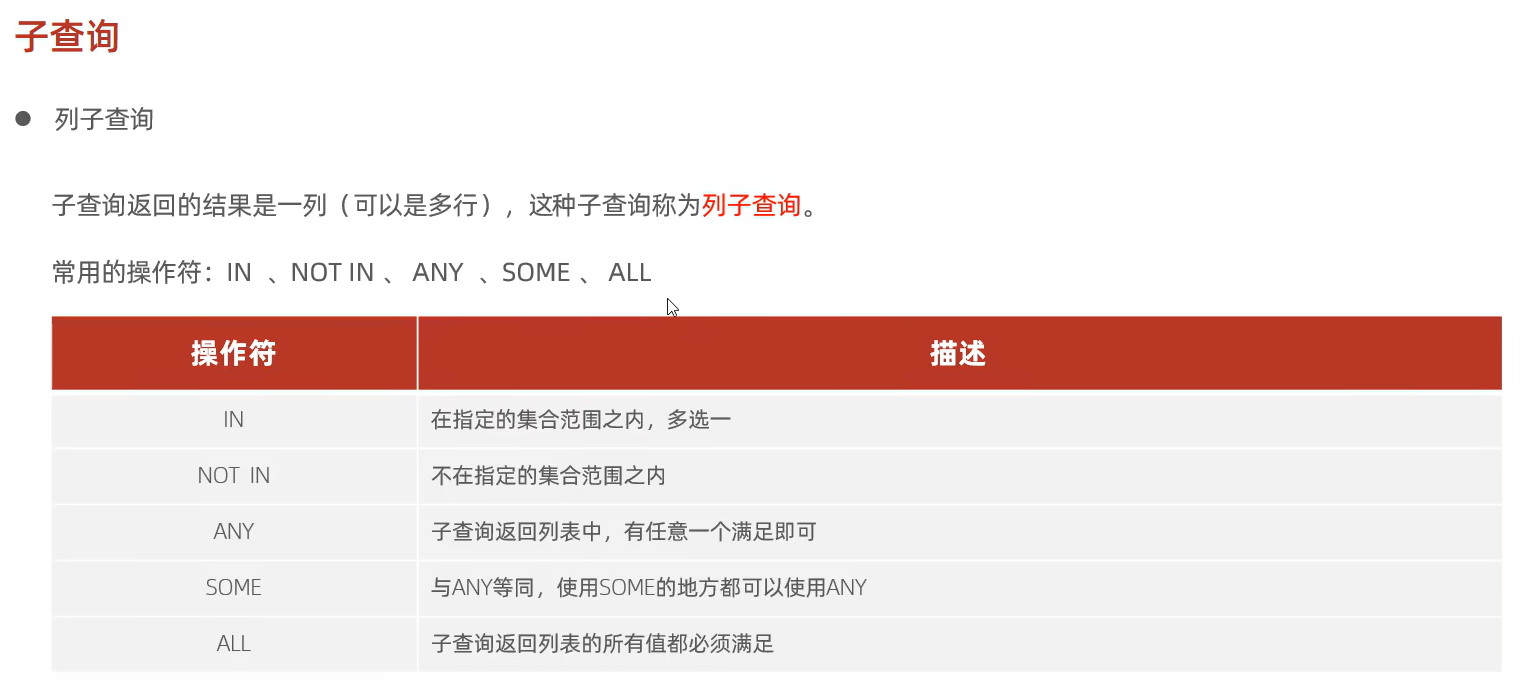 子查询
列子查询
子查询返回的结果是一列（可以是多行），这种子查询称为列子查询。
常用的操作符：IN 、NOT IN 、 ANY 、SOME 、 ALL
操作符 描述
IN 在指定的集合范围之内，多选一
NOT IN 不在指定的集合范围之内
ANY 子查询返回列表中，有任意一个满足即可
SOME 与ANY等同，使用SOME的地方都可以使用ANY
ALL 子查询返回列表的所有值都必须满足